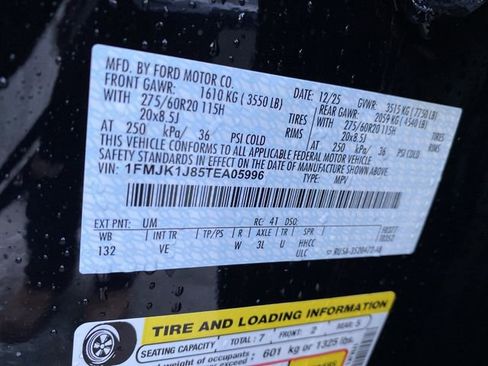 MFD. BY FORD MOTOR CO.
12/25 GVWR: 3515 KG (7750 LB)
FRONT GAWR: 1610 KG (3550 LB)
REAR GAWR: 2059 KG (4540 LB)
WITH 275/60R20 115H TIRES
WITH 275/60R20 115H TIRES
20x8.5J RIMS
20x8.5J
AT 250 kPa/ 36 PSI COLD
AT 250 kPa/ 36 PSI COLD
THIS VEHICLE CONFORMS TO ALL APPLICABLE FEDERAL MOTOR VEHICLE
SAFETY STANDARDS IN EFFECT ON THE DATE OF MANUFACTURE SHOWN ABOVE.
VIN: 1FMJK1J85TEA05996
TYPE: MPV
EXT PNT: UM RC: 41 DSO:
WB INT TR TP/PS R AXLE TR SPR
132 VE W 3L U HHCC
ULC
TIRE AND LOADING INFORMATION
SEATING CAPACITY TOTAL: 7 FRONT: 2 REAR: 5
weight of occupants
601 kg or 1325 lbs.